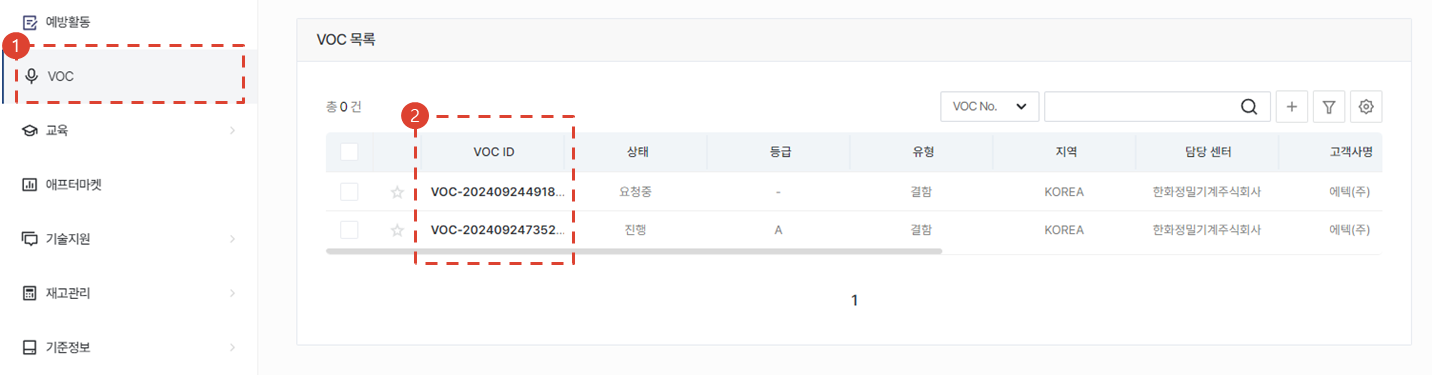 예방활동
1
VOC
교육
애프터마켓
기술지원
재고관리
기준정보
VOC 목록
총 0 건
VOC No.
2
VOC ID 상태 등급 유형 지역 담당 센터 고객사명
VOC-202409244918... 요청중 - 결함 KOREA 한화정밀기계주식회사 에텍(주)
VOC-202409247352... 진행 A 결함 KOREA 한화정밀기계주식회사 에텍(주)
1